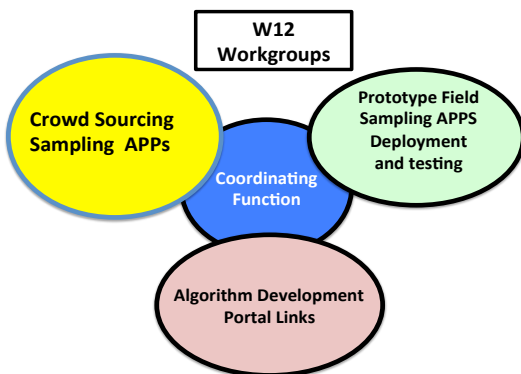 W12
Workgroups
Crowd Sourcing
Sampling APPs
Prototype Field
Sampling APPS
Deployment
and testing
Coordinating
Function
Algorithm Development
Portal Links